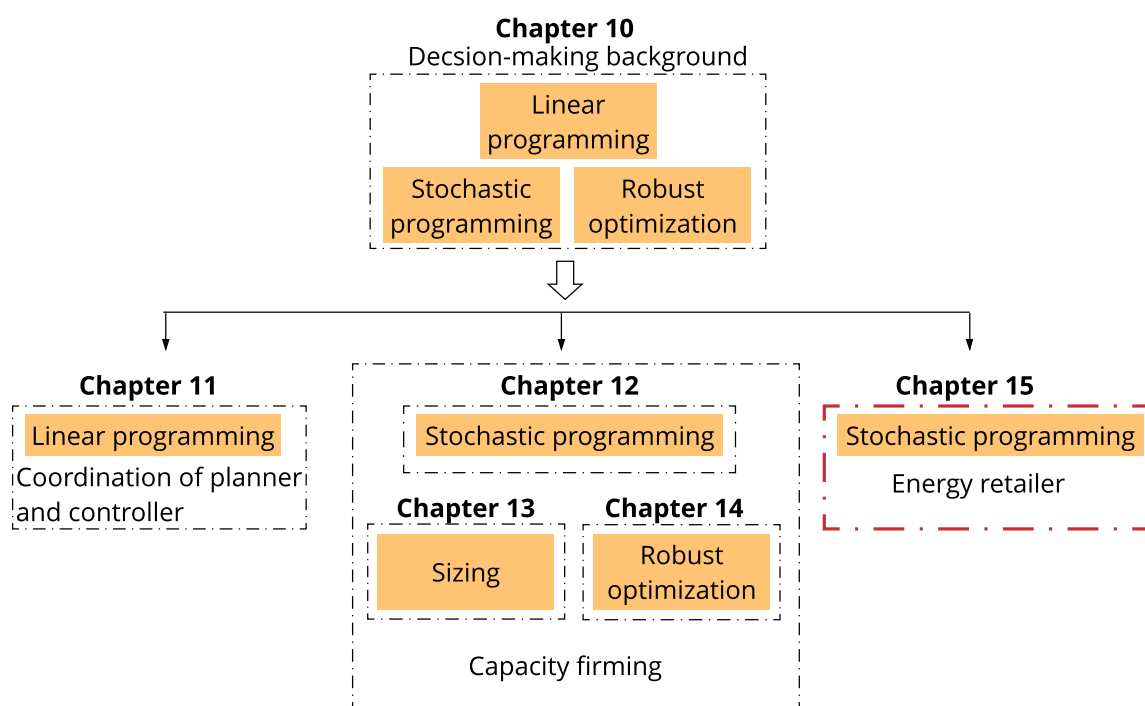 Chapter 10
Decsion-making background
Linear
programming
Stochastic
programming
Robust
optimization
Chapter 11
Linear programming
Coordination of planner
and controller
Chapter 12
Stochastic programming
Chapter 13
Sizing
Chapter 14
Robust
optimization
Capacity firming
Chapter 15
Stochastic programming
Energy retailer